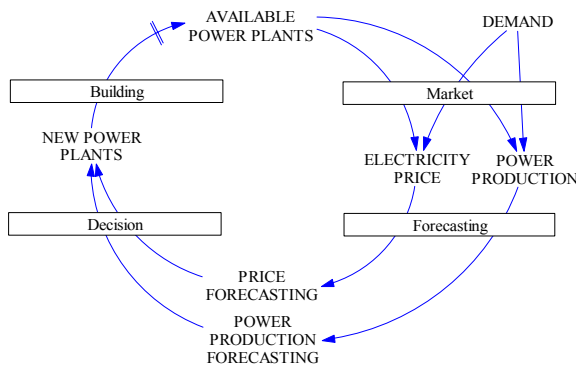 AVAILABLE
POWER PLANTS
DEMAND
Building
Market
NEW POWER
PLANTS
ELECTRICITY
PRICE
POWER
PRODUCTION
Decision
Forecasting
PRICE
FORECASTING
POWER
PRODUCTION
FORECASTING